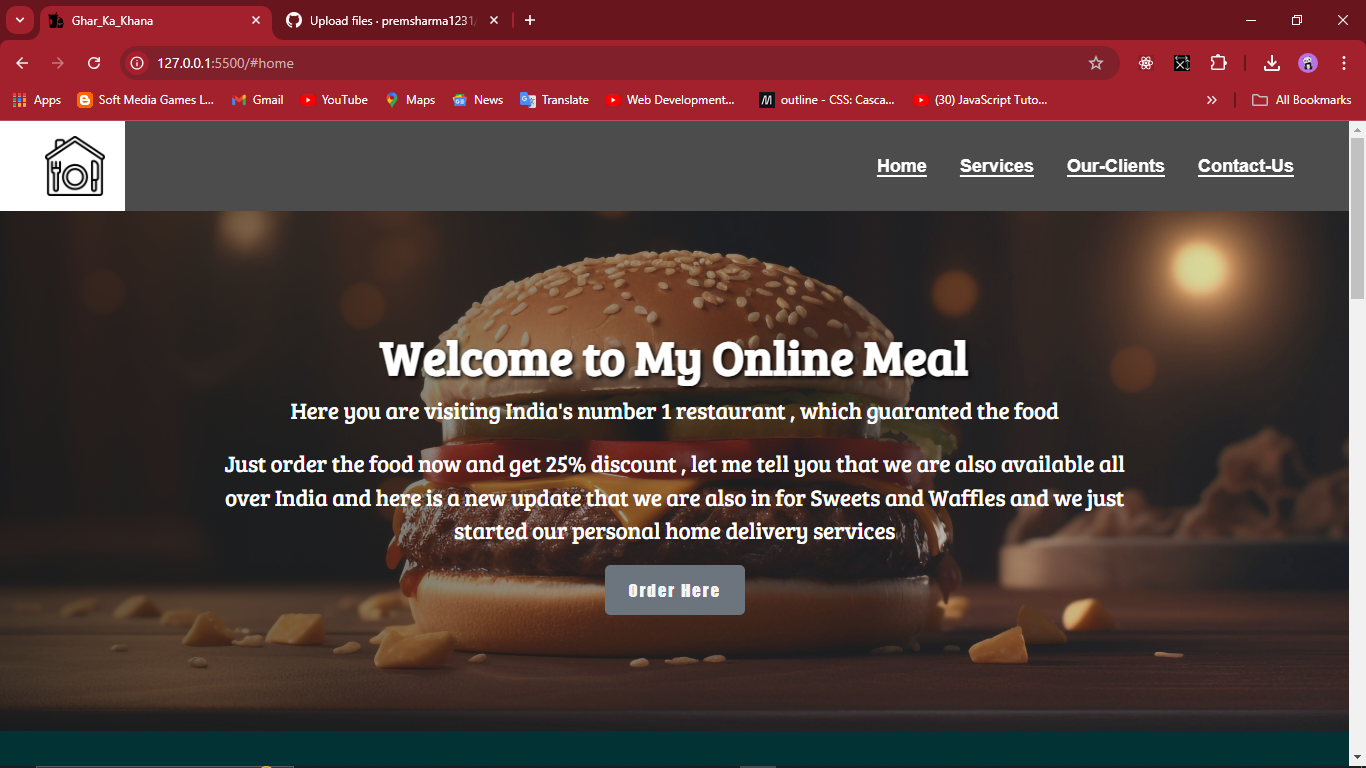 Ghar_Ka_Khana
Upload files · premsharma1231/
127.0.0.1:5500/#home
Apps
Soft Media Games L...
Gmail
YouTube
Maps
News
Translate
Web Development...
outline - CSS: Casca...
(30) JavaScript Tuto...
All Bookmarks
Home
Services
Our-Clients
Contact-Us
Welcome to My Online Meal
Here you are visiting India's number 1 restaurant , which guaranted the food
Just order the food now and get 25% discount , let me tell you that we are also available all
over India and here is a new update that we are also in for Sweets and Waffles and we just
started our personal home delivery services
Order Here